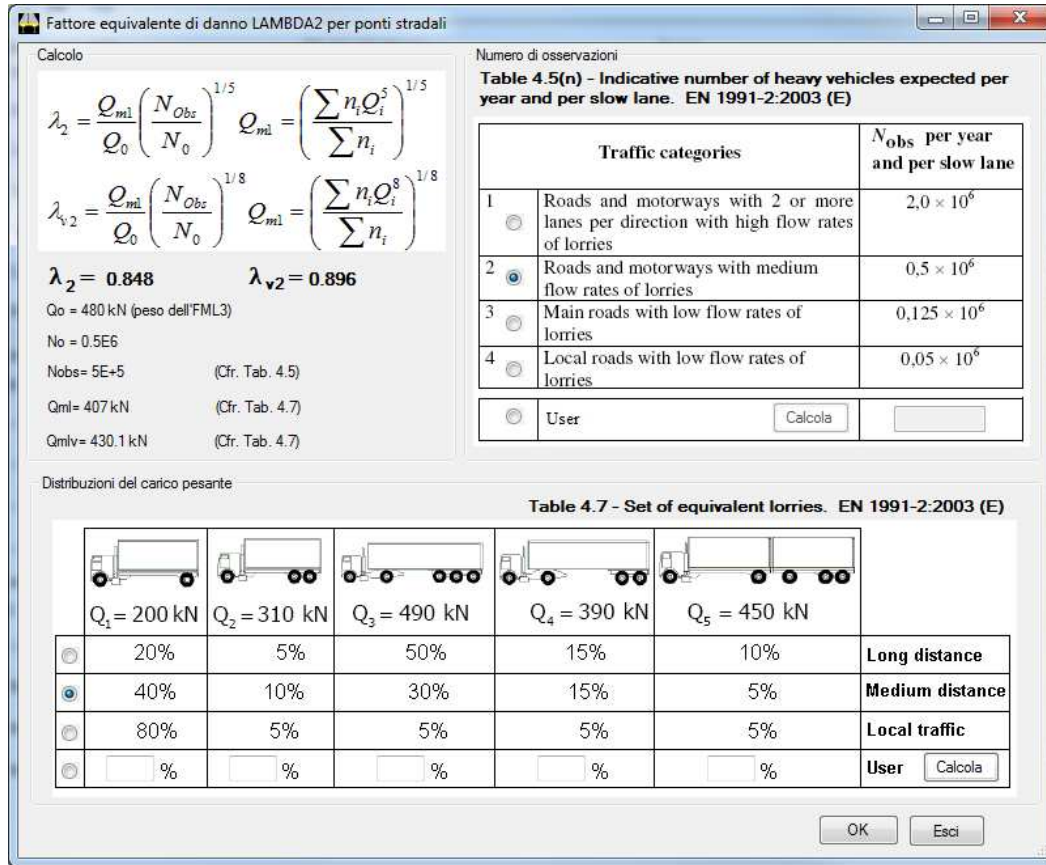 Fattore equivalente di danno LAMBDA2 per ponti stradali
Calcolo
λ2 = Qml/Q0 (NObs/N0)^1/5 Qml = (∑ niQi^5 / ∑ ni)^1/5
λv2 = Qml/Q0 (NObs/N0)^1/8 Qml = (∑ niQi^8 / ∑ ni)^1/8
λ2 = 0.848 λv2 = 0.896
Qo = 480 kN (peso dell'FML3)
No = 0.5E6
Nobs= 5E+5 (Cfr. Tab. 4.5)
Qml= 407 kN (Cfr. Tab. 4.7)
Qmlv= 430.1 kN (Cfr. Tab. 4.7)
Numero di osservazioni
Table 4.5(n) - Indicative number of heavy vehicles expected per
year and per slow lane. EN 1991-2:2003 (E)
Traffic categories
Nobs per year
and per slow lane
1 Roads and motorways with 2 or more
lanes per direction with high flow rates
of lorries
2,0 × 10^6
2 Roads and motorways with medium
flow rates of lorries
0,5 × 10^6
3 Main roads with low flow rates of
lorries
0,125 × 10^6
4 Local roads with low flow rates of
lorries
0,05 × 10^6
User Calcola
Distribuzioni del carico pesante
Table 4.7 - Set of equivalent lorries. EN 1991-2:2003 (E)
Q1= 200 kN Q2= 310 kN Q3 = 490 kN Q4 = 390 kN Q5 = 450 kN
20% 5% 50% 15% 10% Long distance
40% 10% 30% 15% 5% Medium distance
80% 5% 5% 5% 5% Local traffic
% % % % % User Calcola
OK Esci